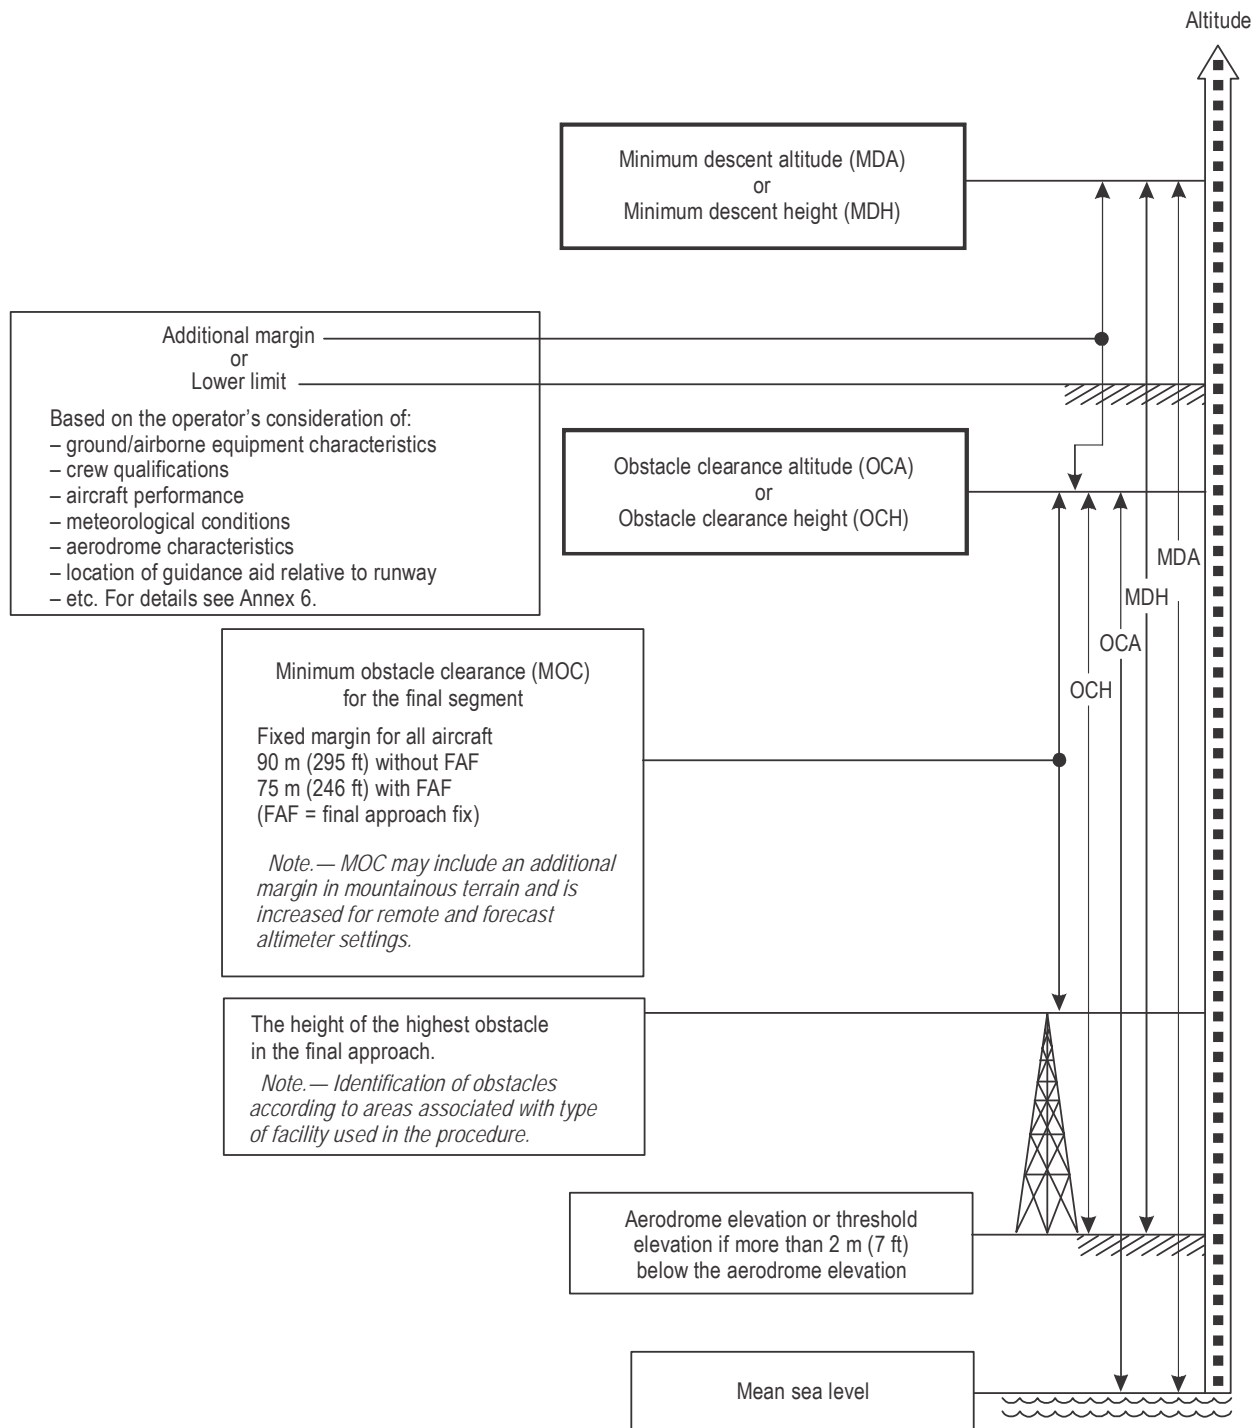 Altitude
Minimum descent altitude (MDA)
or
Minimum descent height (MDH)
Additional margin
or
Lower limit
Based on the operator’s consideration of:
– ground/airborne equipment characteristics
– crew qualifications
– aircraft performance
– meteorological conditions
– aerodrome characteristics
– location of guidance aid relative to runway
– etc. For details see Annex 6.
Obstacle clearance altitude (OCA)
or
Obstacle clearance height (OCH)
MDA
MDH
OCA
OCH
Minimum obstacle clearance (MOC)
for the final segment
Fixed margin for all aircraft
90 m (295 ft) without FAF
75 m (246 ft) with FAF
(FAF = final approach fix)
Note.— MOC may include an additional
margin in mountainous terrain and is
increased for remote and forecast
altimeter settings.
The height of the highest obstacle
in the final approach.
Note.— Identification of obstacles
according to areas associated with type
of facility used in the procedure.
Aerodrome elevation or threshold
elevation if more than 2 m (7 ft)
below the aerodrome elevation
Mean sea level